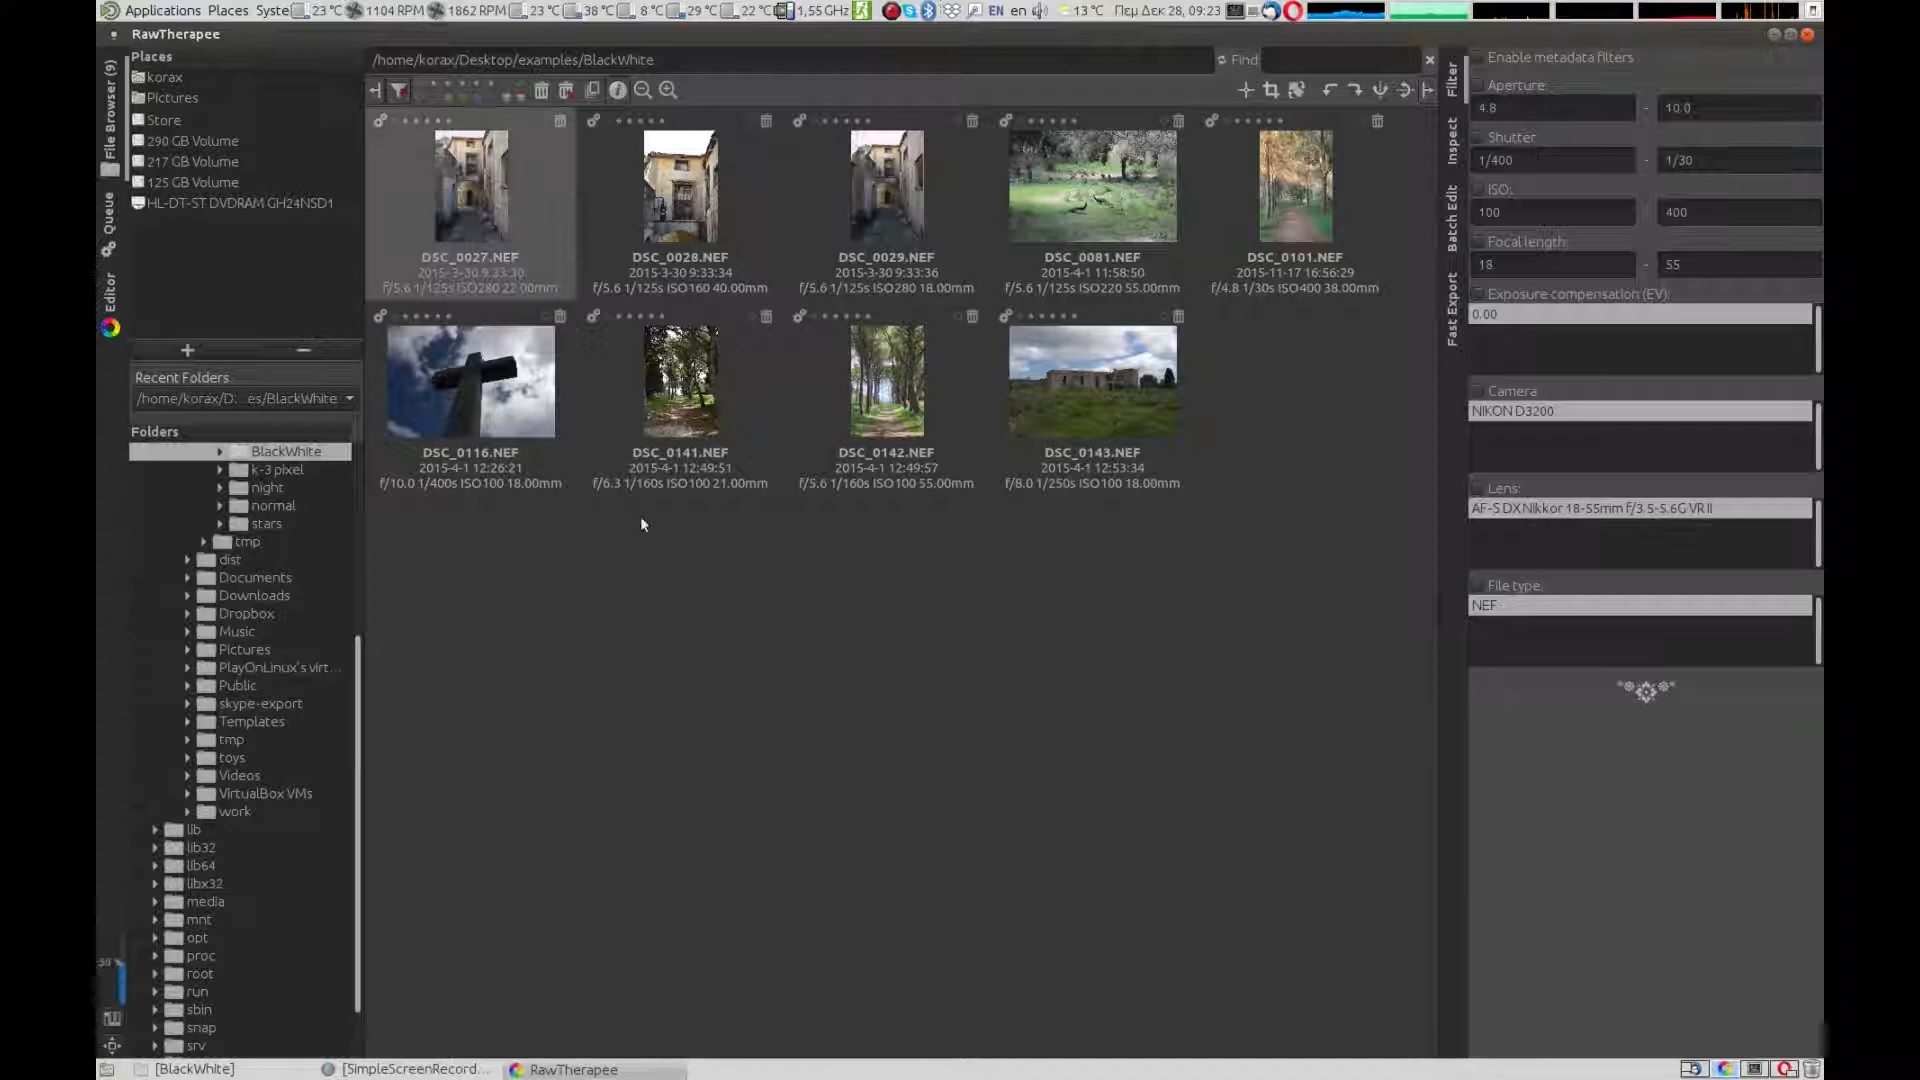 Applications Places Syste 23 °C 1104 RPM 1862 RPM 23 °C 38 °C 8 °C 29 °C 22 °C 1,55 GHz EN en 13 °C Πεμ Δεκ 28, 09:23
RawTherapee
Places
korax
Pictures
Store
290 GB Volume
217 GB Volume
125 GB Volume
HL-DT-ST DVDRAM GH24NSD1
File Browser (9)
Queue
Editor
Recent Folders
/home/korax/D...es/BlackWhite
Folders
BlackWhite
k-3 pixel
night
normal
stars
tmp
dist
Documents
Downloads
Dropbox
Music
Pictures
PlayOnLinux's virt...
Public
skype-export
Templates
tmp
toys
Videos
VirtualBox VMs
work
lib
lib32
lib64
libx32
media
mnt
opt
proc
root
run
sbin
snap
srv
/home/korax/Desktop/examples/BlackWhite
Find
DSC_0027.NEF
2015-3-30 9:33:30
f/5.6 1/125s ISO280 22.00mm
DSC_0028.NEF
2015-3-30 9:33:34
f/5.6 1/125s ISO160 40.00mm
DSC_0029.NEF
2015-3-30 9:33:36
f/5.6 1/125s ISO280 18.00mm
DSC_0081.NEF
2015-4-1 11:58:50
f/5.6 1/125s ISO220 55.00mm
DSC_0101.NEF
2015-11-17 16:56:29
f/4.8 1/30s ISO400 38.00mm
DSC_0116.NEF
2015-4-1 12:26:21
f/10.0 1/400s ISO100 18.00mm
DSC_0141.NEF
2015-4-1 12:49:51
f/6.3 1/160s ISO100 21.00mm
DSC_0142.NEF
2015-4-1 12:49:57
f/5.6 1/160s ISO100 55.00mm
DSC_0143.NEF
2015-4-1 12:53:34
f/8.0 1/250s ISO100 18.00mm
Filter
Inspect
Batch Edit
Fast Export
Enable metadata filters
Aperture:
4.8 - 10.0
Shutter
1/400 - 1/30
ISO:
100 400
Focal length:
18 - 55
Exposure compensation (EV):
0.00
Camera
NIKON D3200
Lens:
AF-S DX Nikkor 18-55mm f/3.5-5.6G VR II
File type:
NEF
[BlackWhite]
[SimpleScreenRecord...
RawTherapee